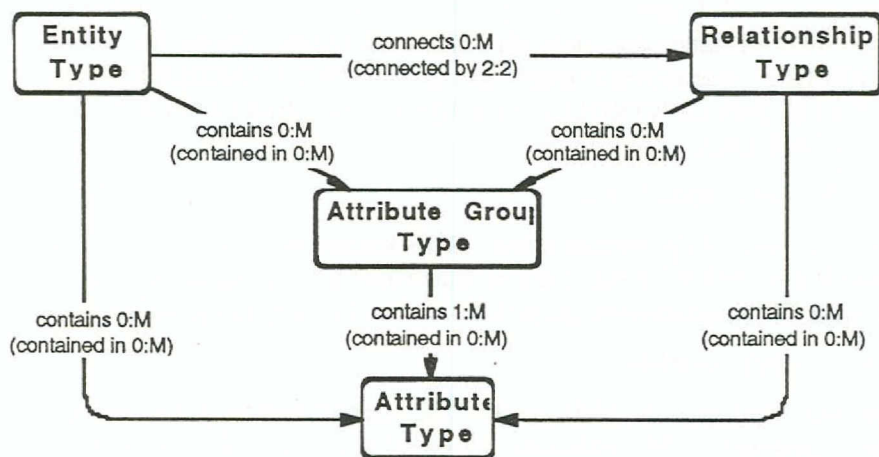 Entity
Type
connects 0:M
(connected by 2:2)
Relationship
Type
contains 0:M
(contained in 0:M)
contains 0:M
(contained in 0:M)
Attribute Group
Type
contains 0:M
(contained in 0:M)
contains 1:M
(contained in 0:M)
contains 0:M
(contained in 0:M)
Attribute
Type